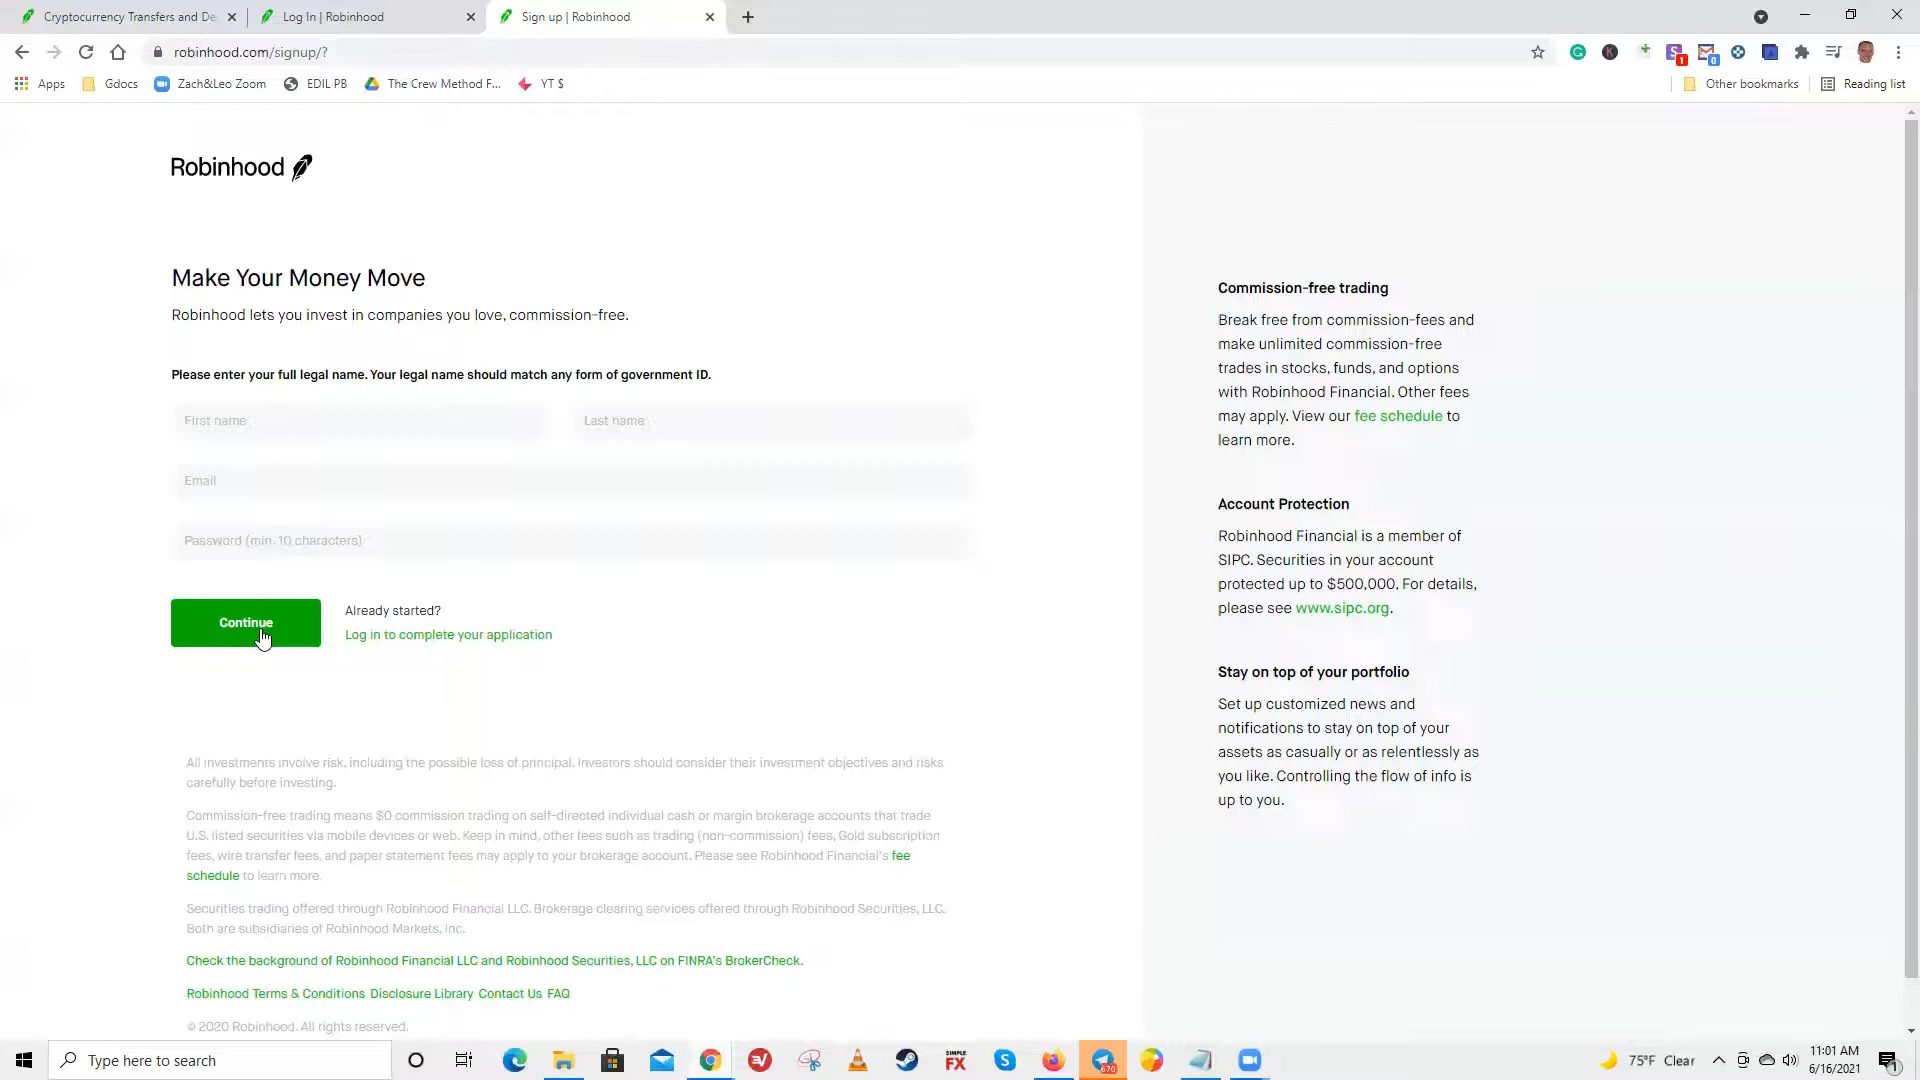 Cryptocurrency Transfers and De
Log In | Robinhood
Sign up | Robinhood
robinhood.com/signup/?
Apps
Gdocs
Zach&Leo Zoom
EDIL PB
The Crew Method F...
YT $
Other bookmarks
Reading list
Robinhood
Make Your Money Move
Robinhood lets you invest in companies you love, commission-free.
Please enter your full legal name. Your legal name should match any form of government ID.
First name
Last name
Email
Password (min. 10 characters)
Continue
Already started?
Log in to complete your application
All investments involve risk, including the possible loss of principal. Investors should consider their investment objectives and risks
carefully before investing.
Commission-free trading means $0 commission trading on self-directed individual cash or margin brokerage accounts that trade
U.S. listed securities via mobile devices or web. Keep in mind, other fees such as trading (non-commission) fees, Gold subscription
fees, wire transfer fees, and paper statement fees may apply to your brokerage account. Please see Robinhood Financial's fee
schedule to learn more.
Securities trading offered through Robinhood Financial LLC. Brokerage clearing services offered through Robinhood Securities, LLC.
Both are subsidiaries of Robinhood Markets, Inc.
Check the background of Robinhood Financial LLC and Robinhood Securities, LLC on FINRA's BrokerCheck.
Robinhood Terms & Conditions Disclosure Library Contact Us FAQ
© 2020 Robinhood. All rights reserved.
Commission-free trading
Break free from commission-fees and
make unlimited commission-free
trades in stocks, funds, and options
with Robinhood Financial. Other fees
may apply. View our fee schedule to
learn more.
Account Protection
Robinhood Financial is a member of
SIPC. Securities in your account
protected up to $500,000. For details,
please see www.sipc.org.
Stay on top of your portfolio
Set up customized news and
notifications to stay on top of your
assets as casually or as relentlessly as
you like. Controlling the flow of info is
up to you.
Type here to search
SIMPLE
FX
670
75°F Clear
11:01 AM
6/16/2021